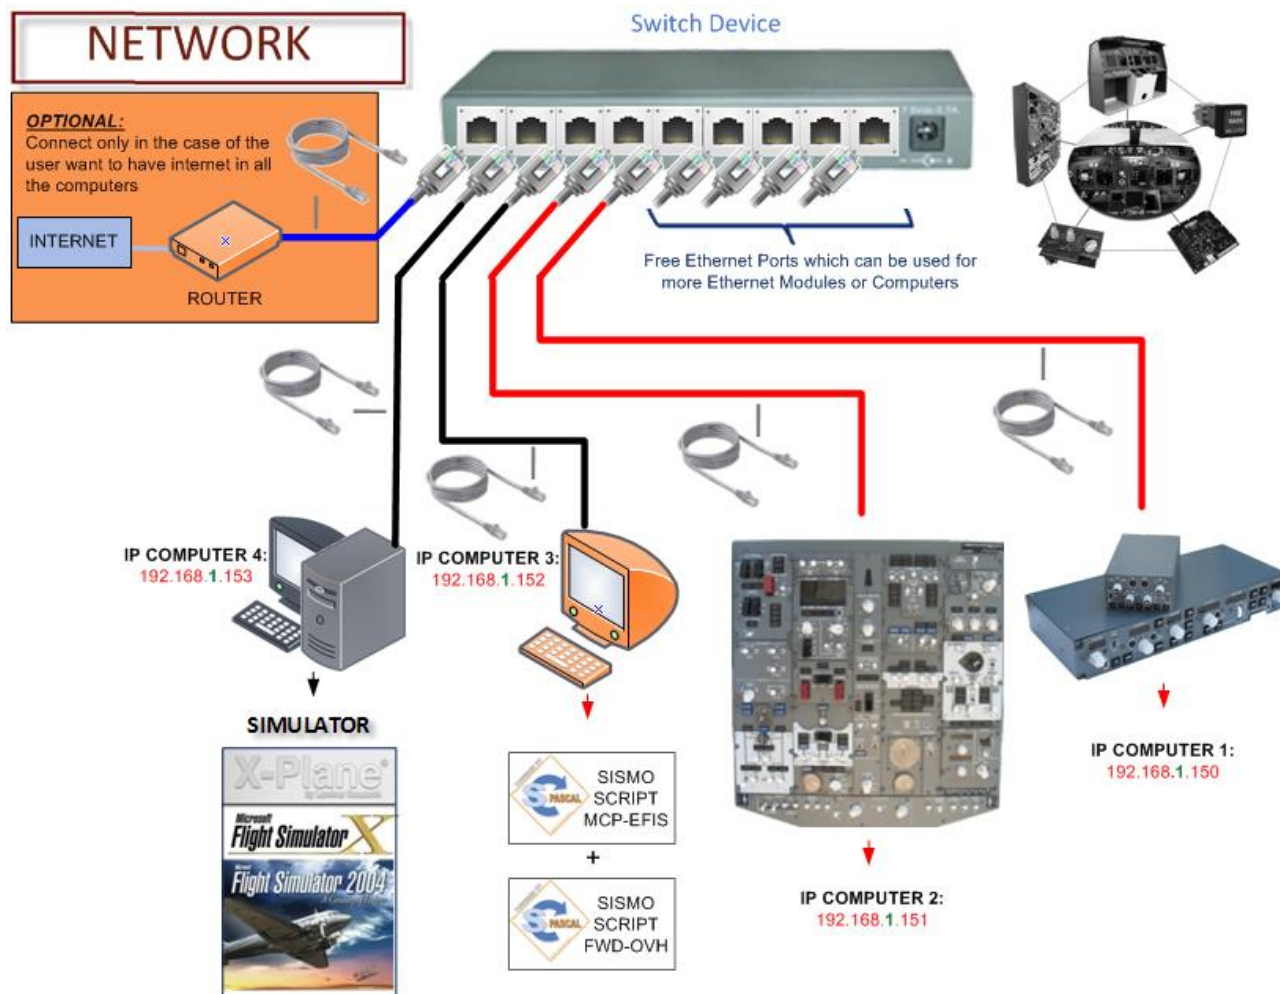 NETWORK
Switch Device
OPTIONAL:
Connect only in the case of the
user want to have internet in all
the computers
INTERNET
ROUTER
Free Ethernet Ports which can be used for
more Ethernet Modules or Computers
IP COMPUTER 4:
192.168.1.153
IP COMPUTER 3:
192.168.1.152
SIMULATOR
X-Plane
Microsoft
Flight Simulator X
Flight Simulator 2004
PASCAL
SISMO
SCRIPT
MCP-EFIS
+
PASCAL
SISMO
SCRIPT
FWD-OVH
IP COMPUTER 2:
192.168.1.151
IP COMPUTER 1:
192.168.1.150